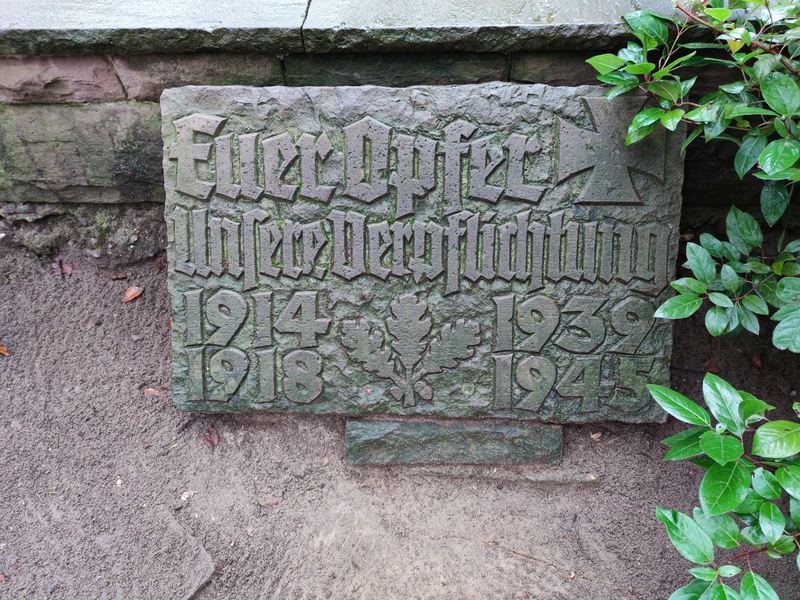 Euer Opfer
Unsere Verpflichtung
1914 1939
1918 1945